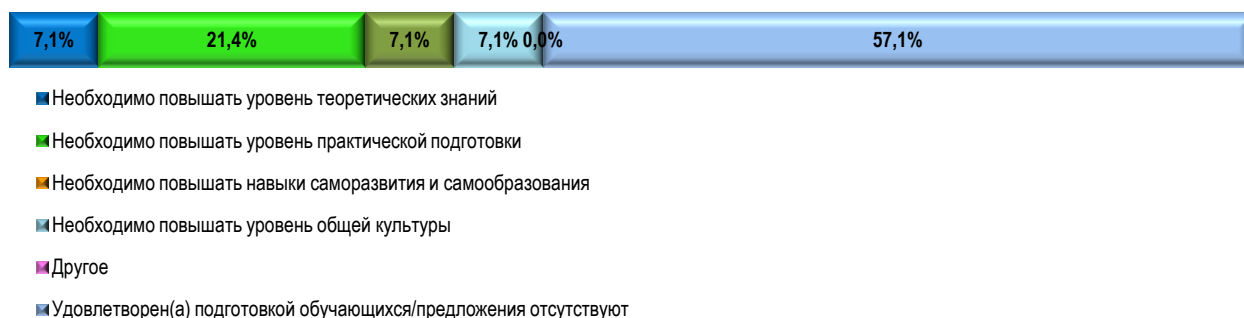 7,1% 21,4% 7,1% 7,1% 0,0% 57,1%
Необходимо повышать уровень теоретических знаний
Необходимо повышать уровень практической подготовки
Необходимо повышать навыки саморазвития и самообразования
Необходимо повышать уровень общей культуры
Другое
Удовлетворен(а) подготовкой обучающихся/предложения отсутствуют